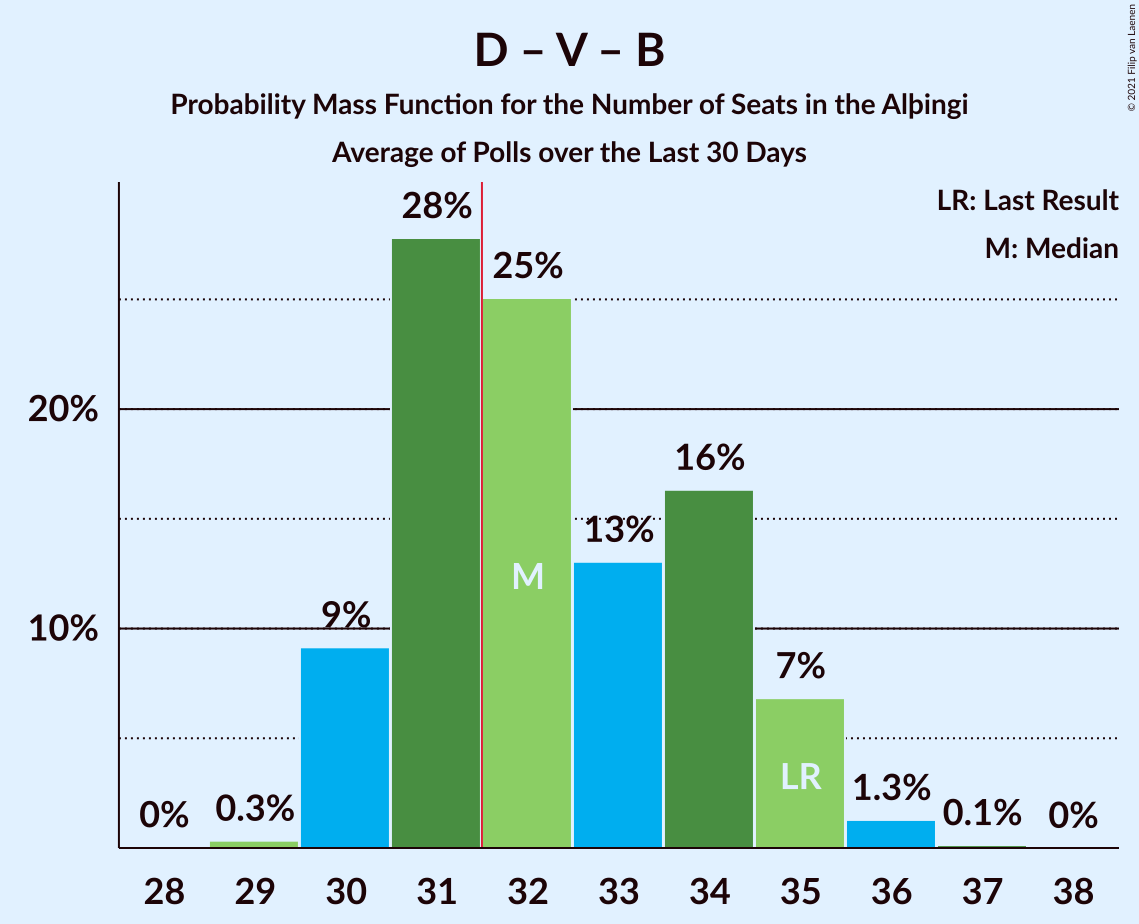 D – V – B
Probability Mass Function for the Number of Seats in the Alþingi
Average of Polls over the Last 30 Days
© 2021 Filip van Laenen
LR: Last Result
M: Median
28%
25%
20%
16%
13%
M
9%
10%
7%
LR
1.3%
0%
0.3%
0.1%
0%
28 29 30 31 32 33 34 35 36 37 38